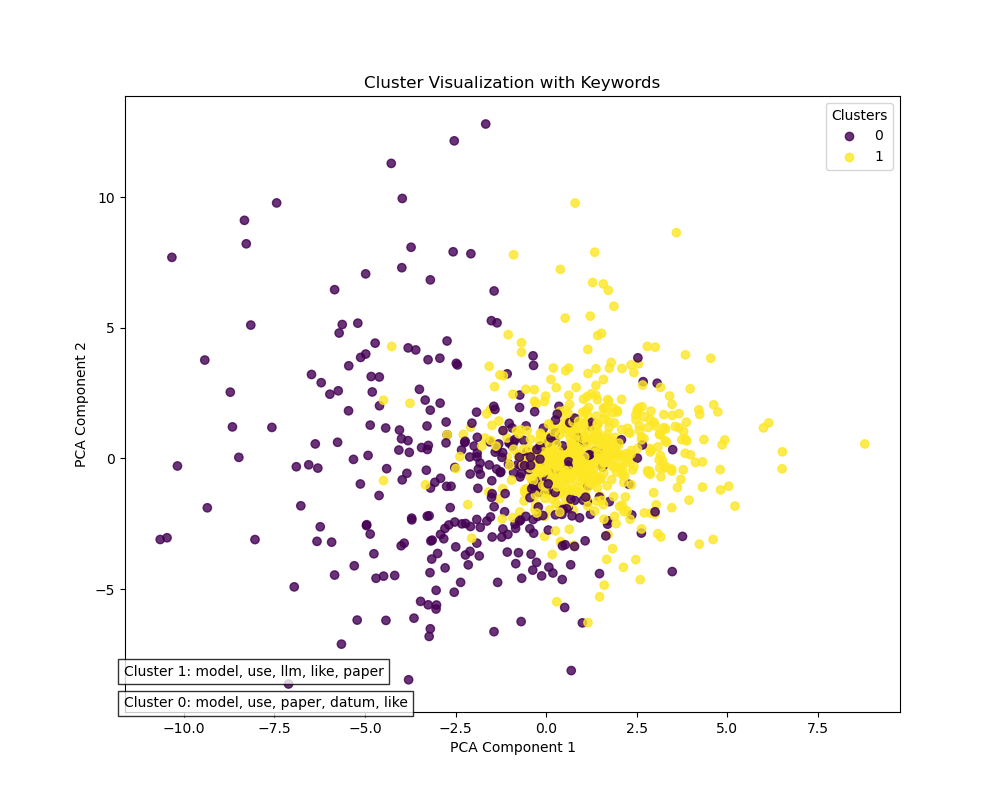 Cluster Visualization with Keywords
Clusters
0
1
10
5
0
−5
PCA Component 2
Cluster 1: model, use, llm, like, paper
Cluster 0: model, use, paper, datum, like
−10.0 −7.5 −5.0 −2.5 0.0 2.5 5.0 7.5
PCA Component 1